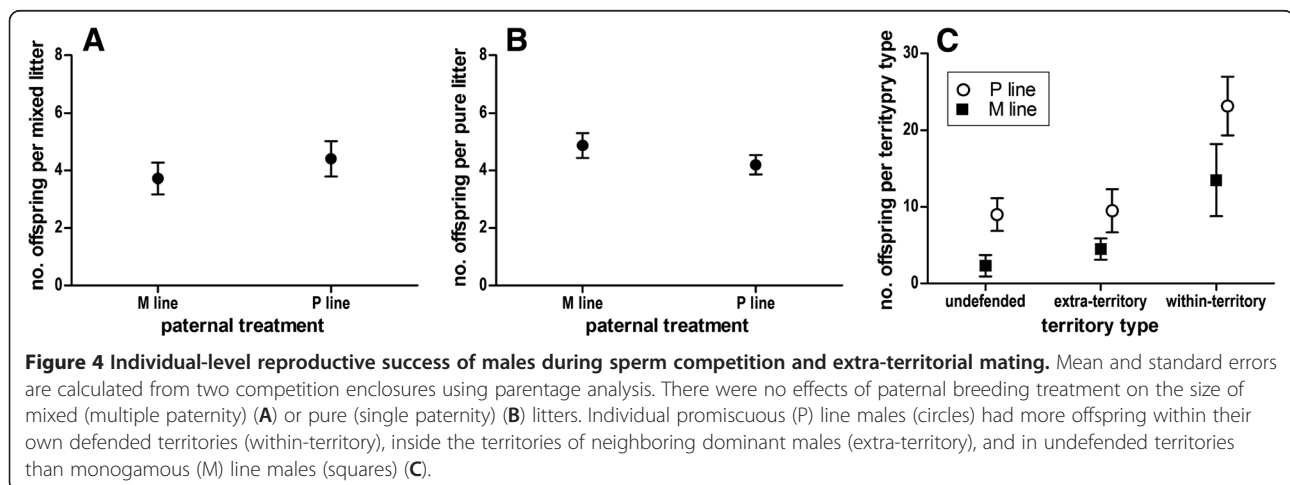 A
8
6
4
2
0
no. offspring per mixed litter
M line
P line
paternal treatment
B
8
6
4
2
0
no. offspring per pure litter
M line
P line
paternal treatment
C
30
20
10
0
no. offspring per territypry type
P line
M line
undefended
extra-territory
within-territory
territory type
Figure 4 Individual-level reproductive success of males during sperm competition and extra-territorial mating. Mean and standard errors
are calculated from two competition enclosures using parentage analysis. There were no effects of paternal breeding treatment on the size of
mixed (multiple paternity) (A) or pure (single paternity) (B) litters. Individual promiscuous (P) line males (circles) had more offspring within their
own defended territories (within-territory), inside the territories of neighboring dominant males (extra-territory), and in undefended territories
than monogamous (M) line males (squares) (C).